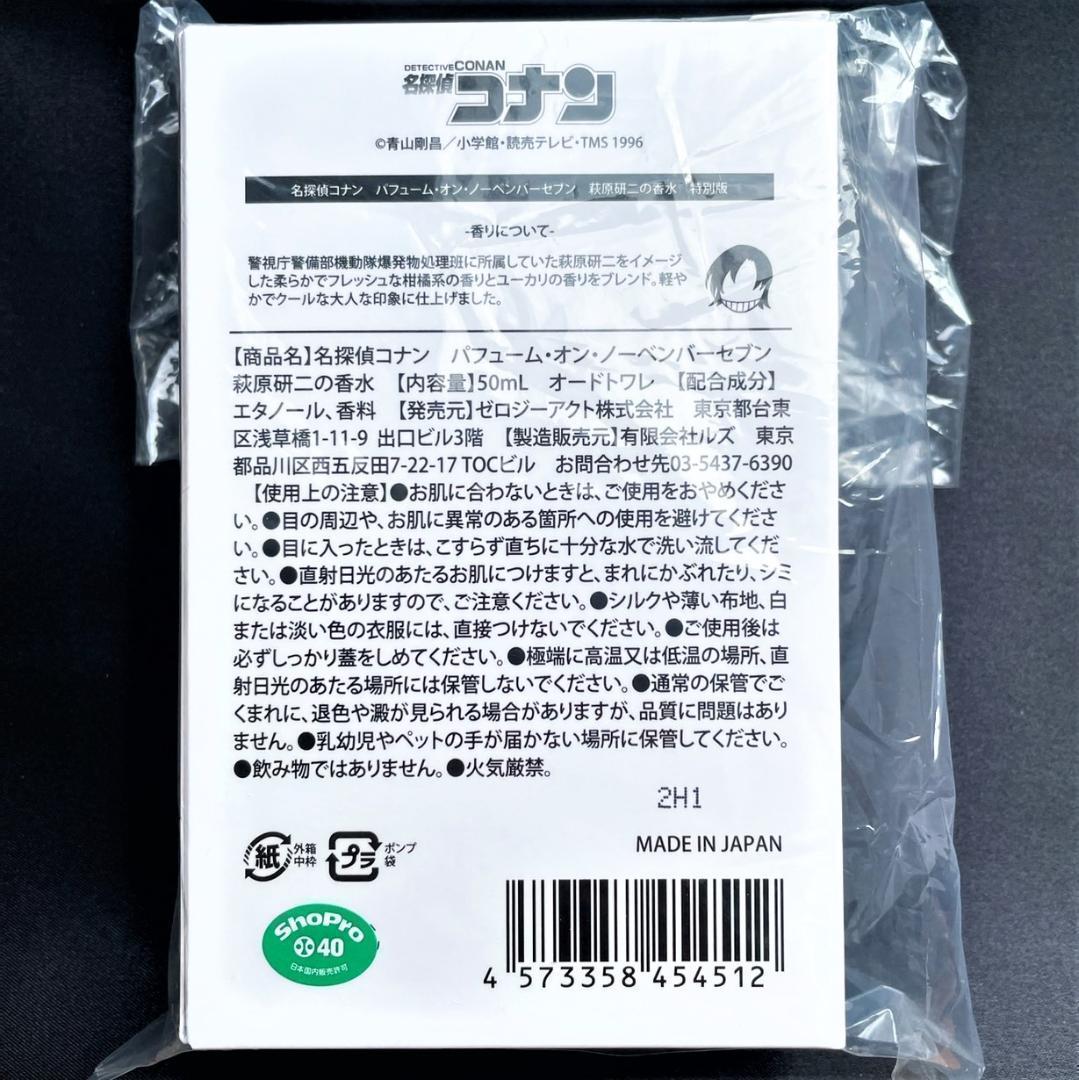 DETECTIVE CONAN
名探偵コナン
©青山剛昌／小学館・読売テレビ・TMS 1996
名探偵コナン　パフューム・オン・ノーベンバーセブン　萩原研二の香水　特別版
-香りについて-
警視庁警備部機動隊爆発物処理班に所属していた萩原研二をイメージ
した柔らかでフレッシュな柑橘系の香りとユーカリの香りをブレンド。軽や
かでクールな大人な印象に仕上げました。
【商品名】名探偵コナン　パフューム・オン・ノーベンバーセブン
萩原研二の香水　【内容量】50mL　オードトワレ　【配合成分】
エタノール、香料　【発売元】ゼロジーアクト株式会社　東京都台東
区浅草橋1-11-9 出口ビル3階　【製造販売元】有限会社ルズ　東京
都品川区西五反田7-22-17 TOCビル　お問合わせ先03-5437-6390
【使用上の注意】●お肌に合わないときは、ご使用をおやめくださ
い。●目の周辺や、お肌に異常のある箇所への使用を避けてくださ
い。●目に入ったときは、こすらず直ちに十分な水で洗い流してくだ
さい。●直射日光のあたるお肌につけますと、まれにかぶれたり、シミ
になることがありますので、ご注意ください。●シルクや薄い布地、白
または淡い色の衣服には、直接つけないでください。●ご使用後は
必ずしっかり蓋をしめてください。●極端に高温又は低温の場所、直
射日光のあたる場所には保管しないでください。●通常の保管でご
くまれに、退色や澱が見られる場合がありますが、品質に問題はあり
ません。●乳幼児やペットの手が届かない場所に保管してください。
●飲み物ではありません。●火気厳禁。
2H1
紙 外箱 中枠
プラ ポンプ 袋
MADE IN JAPAN
ShoPro
40
日本国内販売許可
4 573358 454512